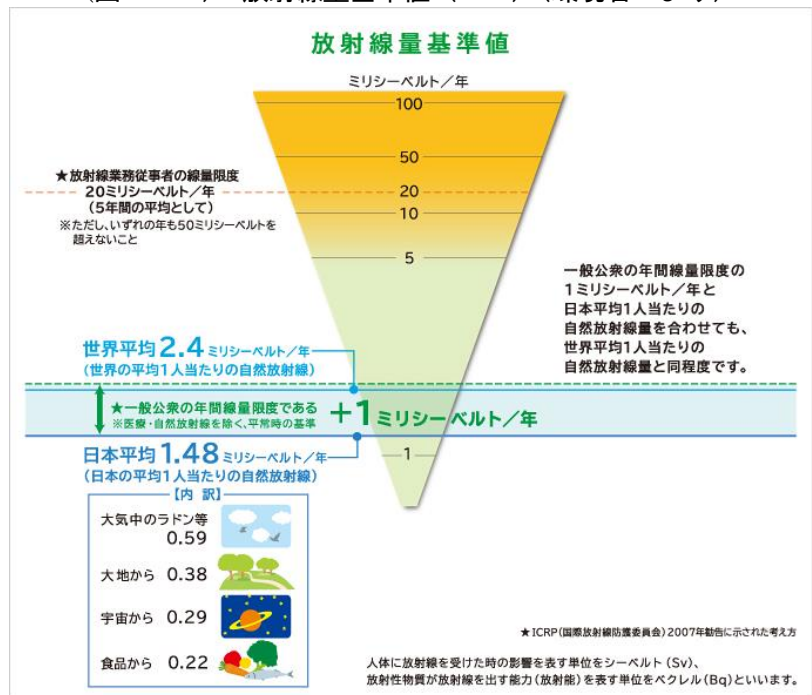 放射線量基準値
ミリシーベルト／年
100
50
20
10
5
1
★放射線業務従事者の線量限度
20ミリシーベルト／年
（5年間の平均として）
※ただし、いずれの年も50ミリシーベルトを
超えないこと
一般公衆の年間線量限度の
1ミリシーベルト／年と
日本平均1人当たりの
自然放射線量を合わせても、
世界平均1人当たりの
自然放射線量と同程度です。
世界平均2.4ミリシーベルト／年
（世界の平均1人当たりの自然放射線）
★一般公衆の年間線量限度である
※医療・自然放射線を除く、平常時の基準
＋1ミリシーベルト／年
日本平均1.48ミリシーベルト／年
（日本の平均1人当たりの自然放射線）
【内 訳】
大気中のラドン等
0.59
大地から 0.38
宇宙から 0.29
食品から 0.22
★ICRP（国際放射線防護委員会）2007年勧告に示された考え方
人体に放射線を受けた時の影響を表す単位をシーベルト（Sv）、
放射性物質が放射線を出す能力（放射能）を表す単位をベクレル（Bq）といいます。